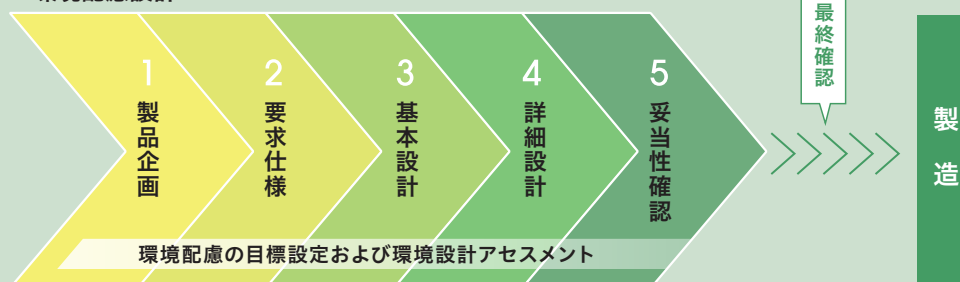 1
製品企画
2
要求仕様
3
基本設計
4
詳細設計
5
妥当性確認
最終確認
製造
環境配慮の目標設定および環境設計アセスメント